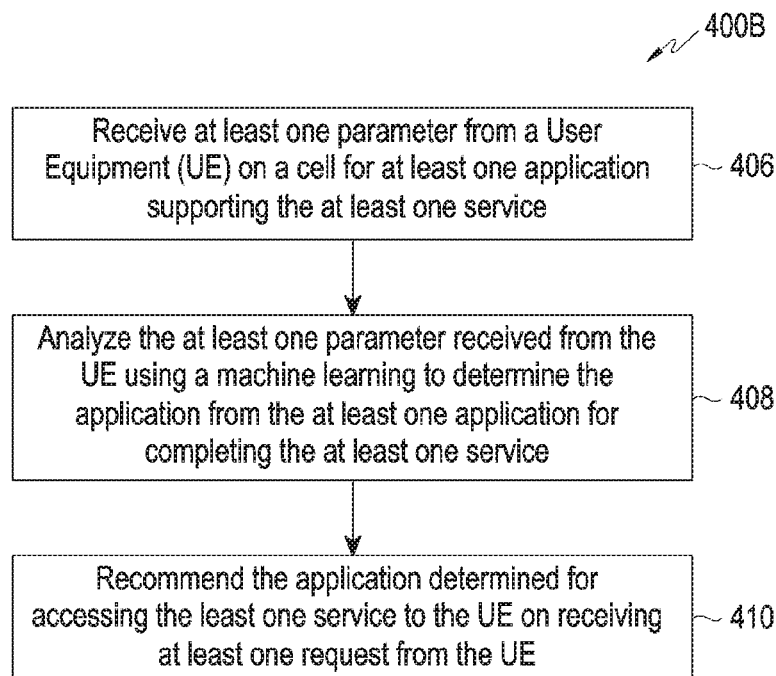 400B
Receive at least one parameter from a User
Equipment (UE) on a cell for at least one application
supporting the at least one service
406
Analyze the at least one parameter received from the
UE using a machine learning to determine the
application from the at least one application for
completing the at least one service
408
Recommend the application determined for
accessing the least one service to the UE on receiving
at least one request from the UE
410